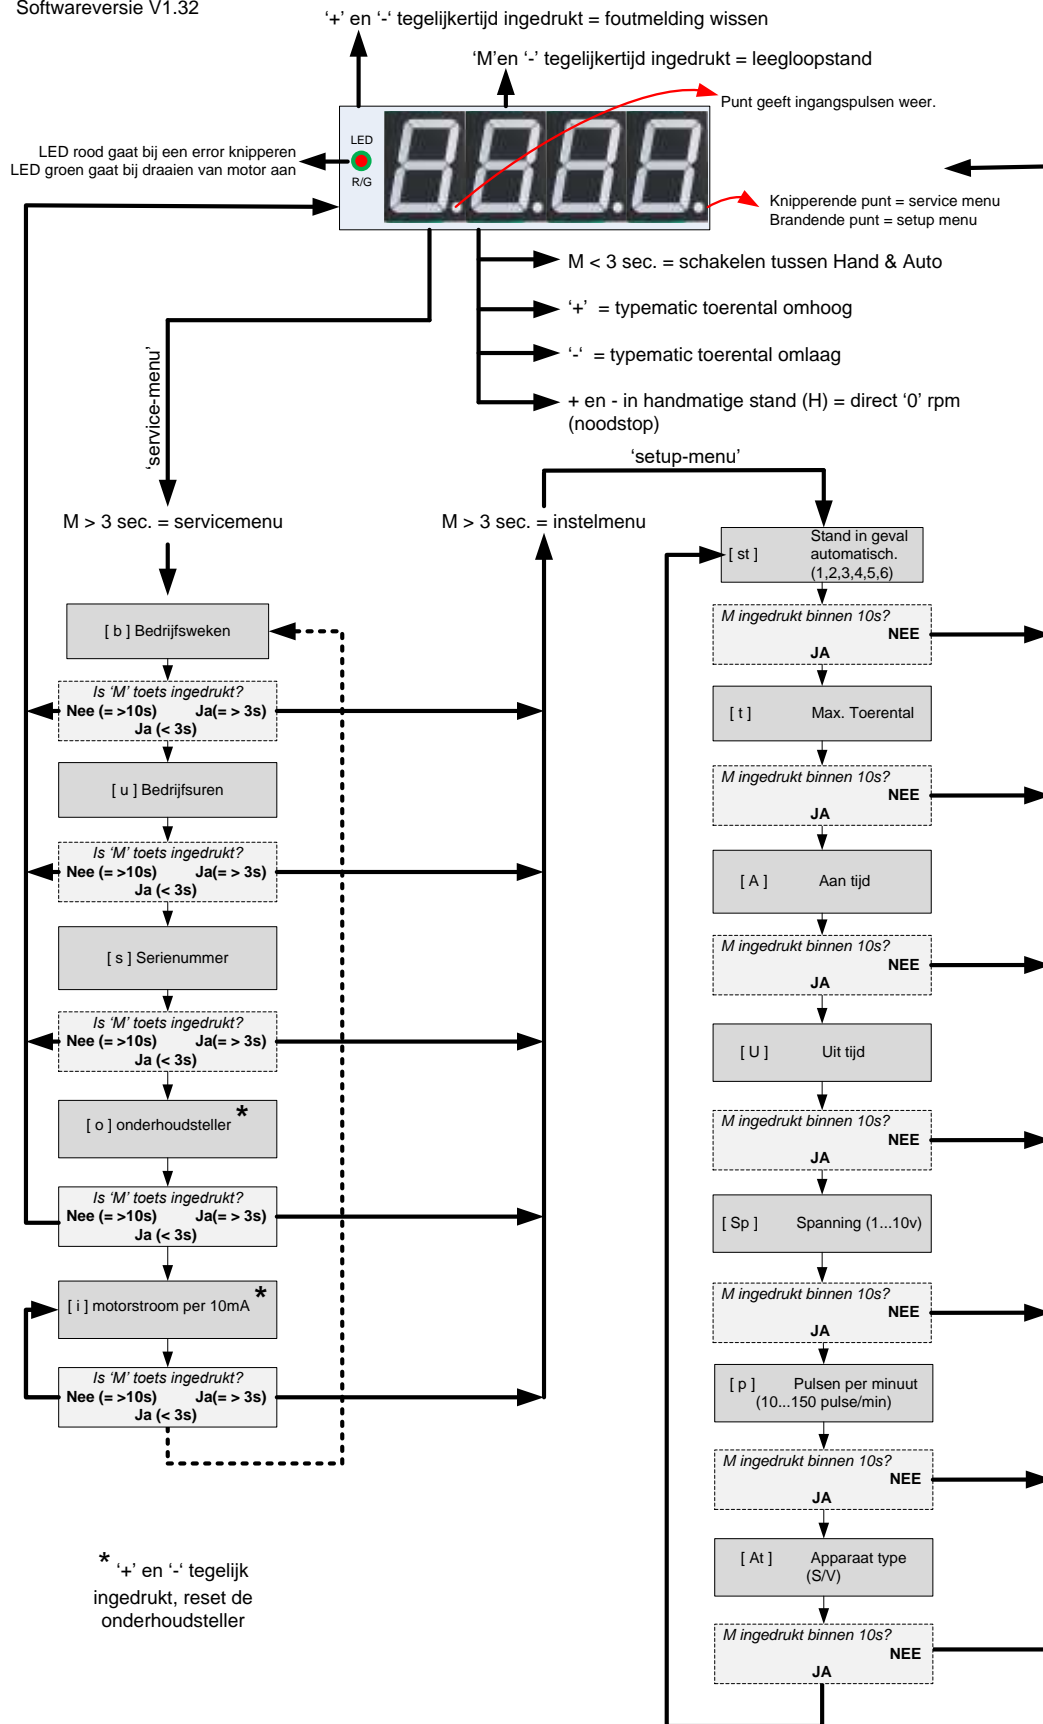 Softwareversie V1.32
‘+’ en ‘-‘ tegelijkertijd ingedrukt = foutmelding wissen
‘M’en ‘-’ tegelijkertijd ingedrukt = leegloopstand
Punt geeft ingangspulsen weer.
LED
R/G
8.8.8.8.
LED rood gaat bij een error knipperen
LED groen gaat bij draaien van motor aan
Knipperende punt = service menu
Brandende punt = setup menu
M < 3 sec. = schakelen tussen Hand & Auto
‘+’ = typematic toerental omhoog
‘-‘ = typematic toerental omlaag
+ en - in handmatige stand (H) = direct ‘0’ rpm
(noodstop)
‘service-menu’
‘setup-menu’
M > 3 sec. = servicemenu
M > 3 sec. = instelmenu
[ b ] Bedrijfsweken
Is ‘M’ toets ingedrukt?
Nee (= >10s) Ja(= > 3s)
Ja (< 3s)
[ u ] Bedrijfsuren
Is ‘M’ toets ingedrukt?
Nee (= >10s) Ja(= > 3s)
Ja (< 3s)
[ s ] Serienummer
Is ‘M’ toets ingedrukt?
Nee (= >10s) Ja(= > 3s)
Ja (< 3s)
[ o ] onderhoudsteller *
Is ‘M’ toets ingedrukt?
Nee (= >10s) Ja(= > 3s)
Ja (< 3s)
[ i ] motorstroom per 10mA *
Is ‘M’ toets ingedrukt?
Nee (= >10s) Ja(= > 3s)
Ja (< 3s)
* ‘+’ en ‘-‘ tegelijk
ingedrukt, reset de
onderhoudsteller
[ st ] Stand in geval
automatisch.
(1,2,3,4,5,6)
M ingedrukt binnen 10s?
NEE
JA
[ t ] Max. Toerental
M ingedrukt binnen 10s?
NEE
JA
[ A ] Aan tijd
M ingedrukt binnen 10s?
NEE
JA
[ U ] Uit tijd
M ingedrukt binnen 10s?
NEE
JA
[ Sp ] Spanning (1...10v)
M ingedrukt binnen 10s?
NEE
JA
[ p ] Pulsen per minuut
(10...150 pulse/min)
M ingedrukt binnen 10s?
NEE
JA
[ At ] Apparaat type
(S/V)
M ingedrukt binnen 10s?
NEE
JA